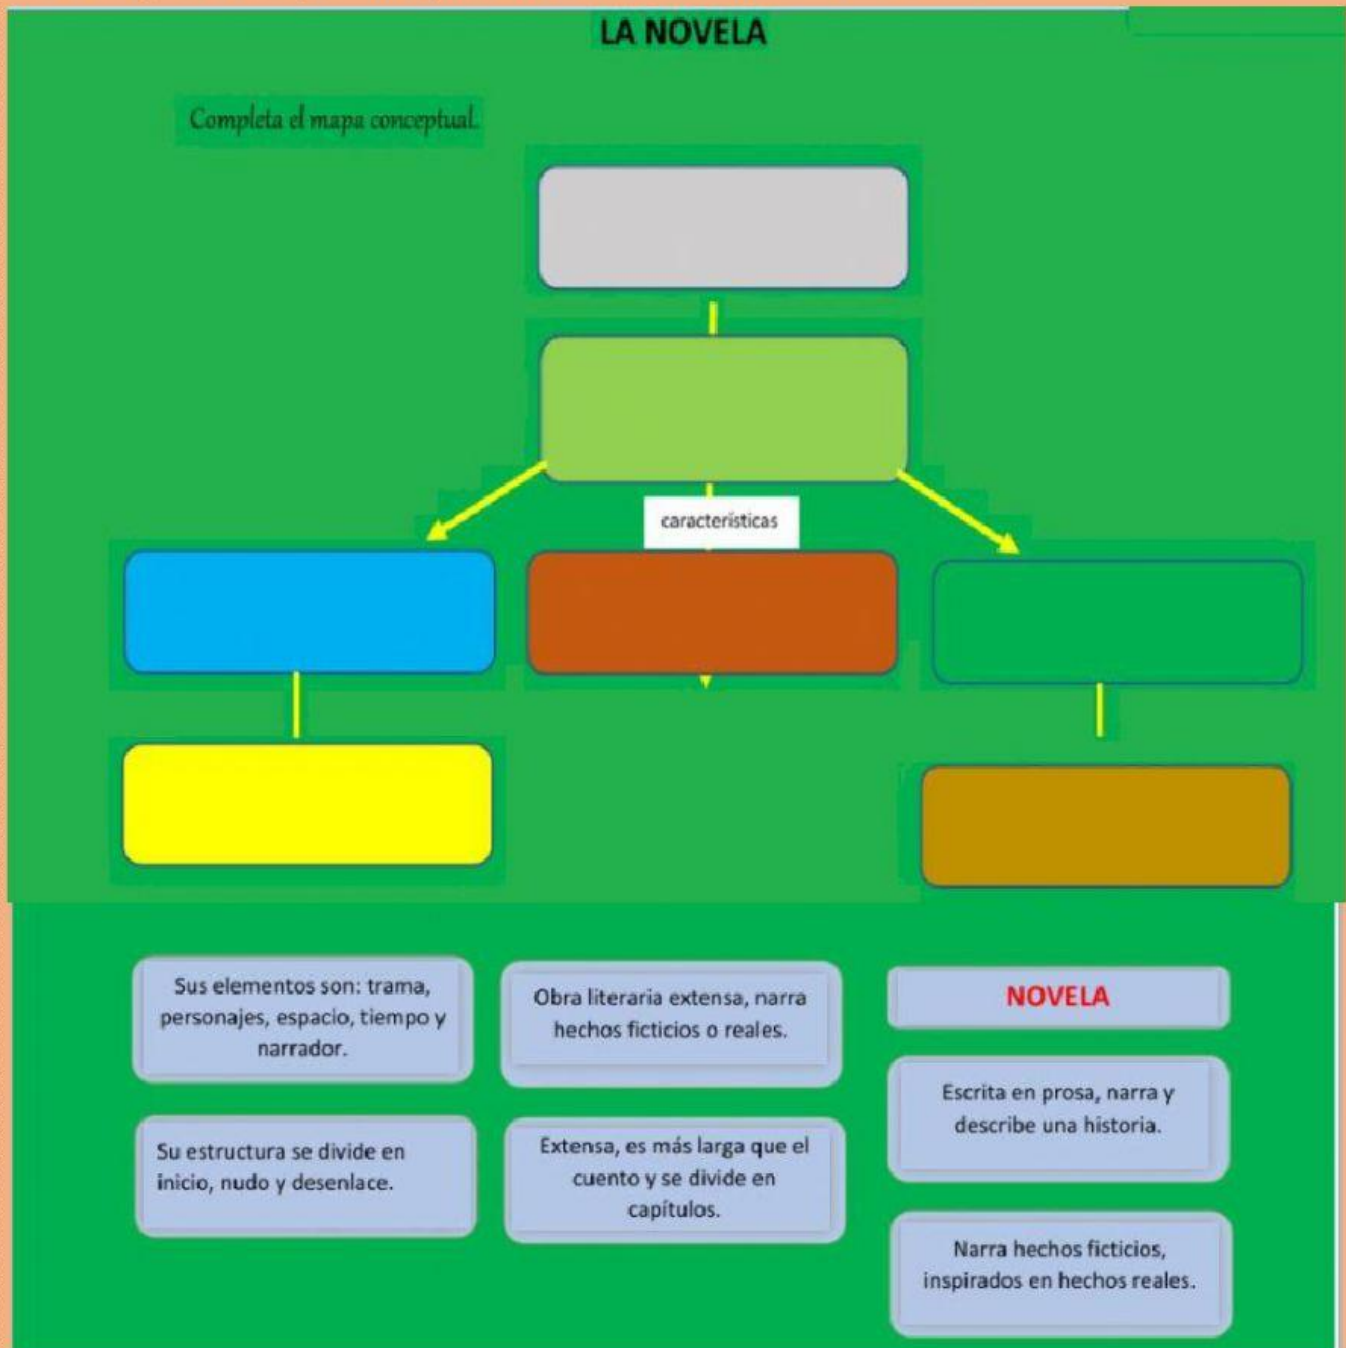 LA NOVELA
Completa el mapa conceptual.
características
Sus elementos son: trama,
personajes, espacio, tiempo y
narrador.
Obra literaria extensa, narra
hechos ficticios o reales.
NOVELA
Escrita en prosa, narra y
describe una historia.
Su estructura se divide en
inicio, nudo y desenlace.
Extensa, es más larga que el
cuento y se divide en
capítulos.
Narra hechos ficticios,
inspirados en hechos reales.